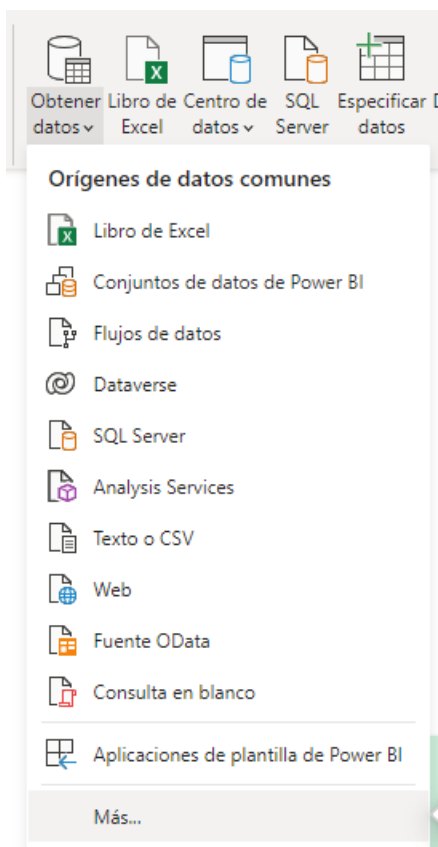 Obtener Libro de Centro de SQL Especificar D
datos Excel datos Server datos
Orígenes de datos comunes
Libro de Excel
Conjuntos de datos de Power BI
Flujos de datos
Dataverse
SQL Server
Analysis Services
Texto o CSV
Web
Fuente OData
Consulta en blanco
Aplicaciones de plantilla de Power BI
Más...